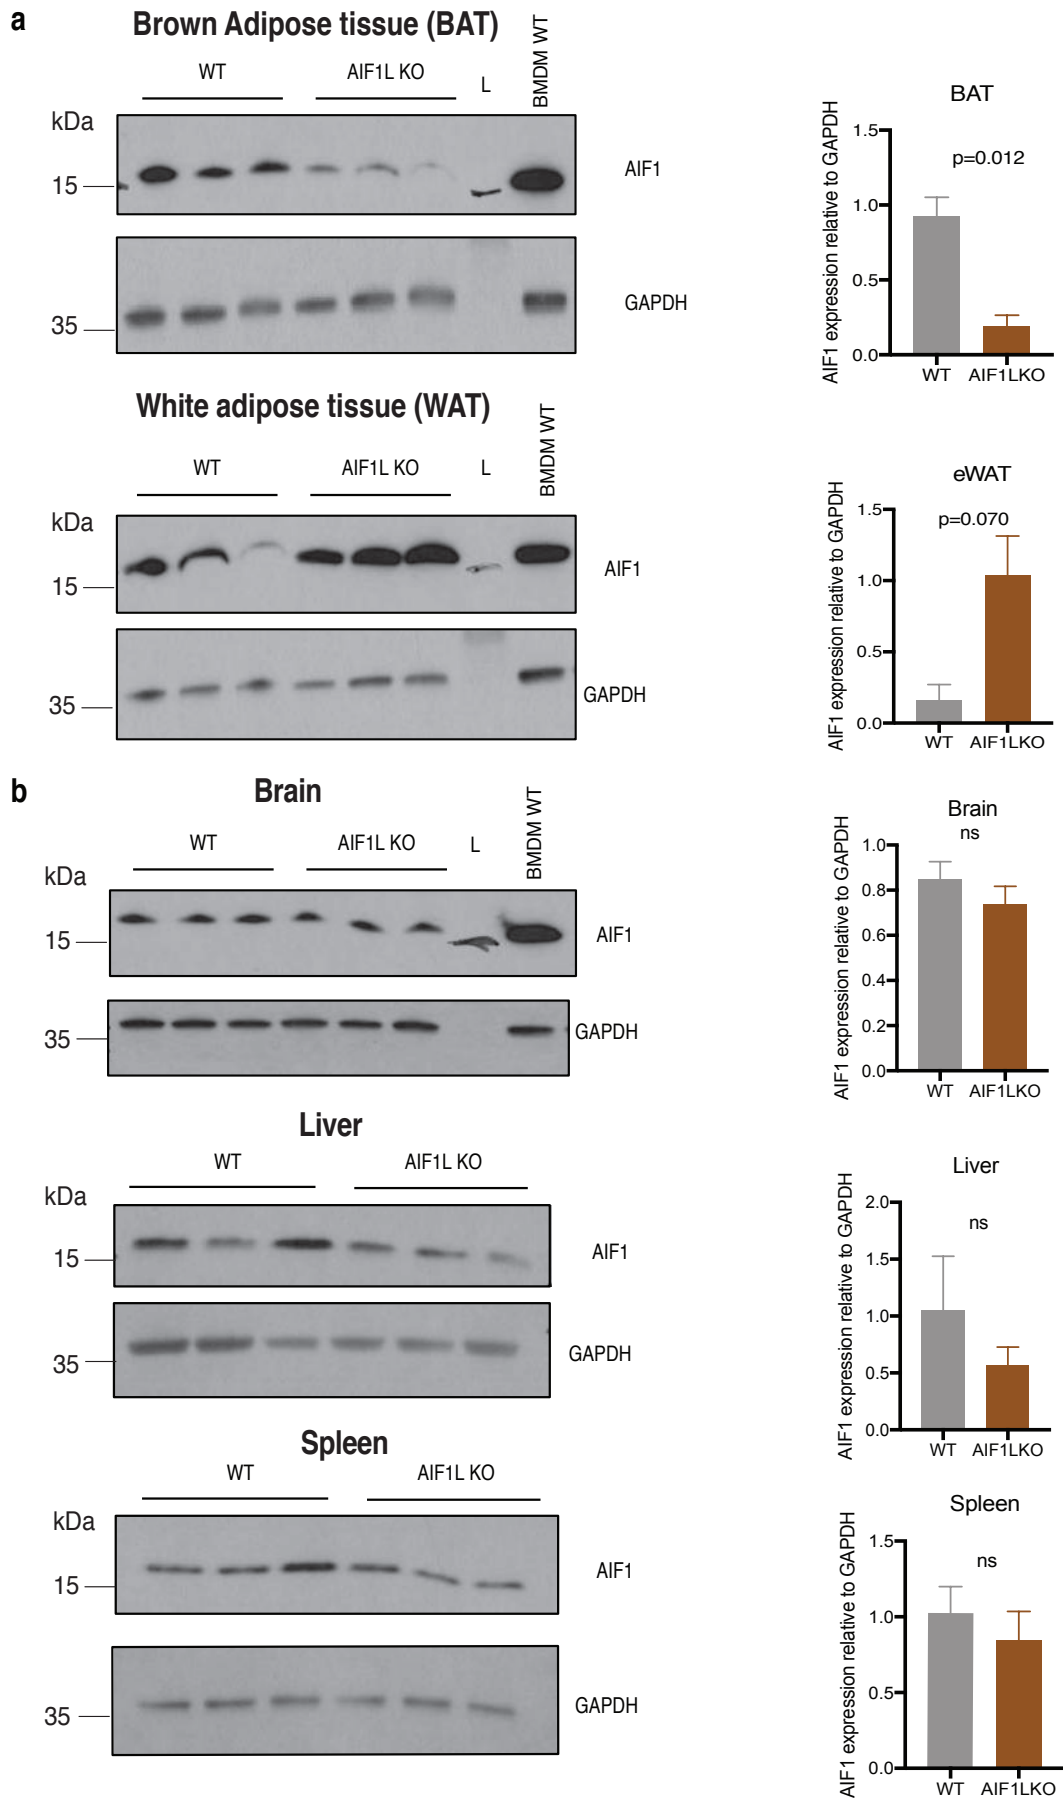 a
Brown Adipose tissue (BAT)
WT
AIF1L KO
L
BMDM WT
kDa
15
AIF1
35
GAPDH
BAT
AIF1 expression relative to GAPDH
1.5
1.0
0.5
0.0
p=0.012
WT
AIF1LKO
White adipose tissue (WAT)
WT
AIF1L KO
L
BMDM WT
kDa
15
AIF1
35
GAPDH
eWAT
AIF1 expression relative to GAPDH
1.5
1.0
0.5
0.0
p=0.070
WT
AIF1LKO
b
Brain
WT
AIF1L KO
L
BMDM WT
kDa
15
AIF1
35
GAPDH
Brain
ns
AIF1 expression relative to GAPDH
1.0
0.8
0.6
0.4
0.2
0.0
WT
AIF1LKO
Liver
WT
AIF1L KO
kDa
15
AIF1
35
GAPDH
Liver
ns
AIF1 expression relative to GAPDH
2.0
1.5
1.0
0.5
0.0
WT
AIF1LKO
Spleen
WT
AIF1L KO
kDa
15
AIF1
35
GAPDH
Spleen
ns
AIF1 expression relative to GAPDH
1.5
1.0
0.5
0.0
WT
AIF1LKO